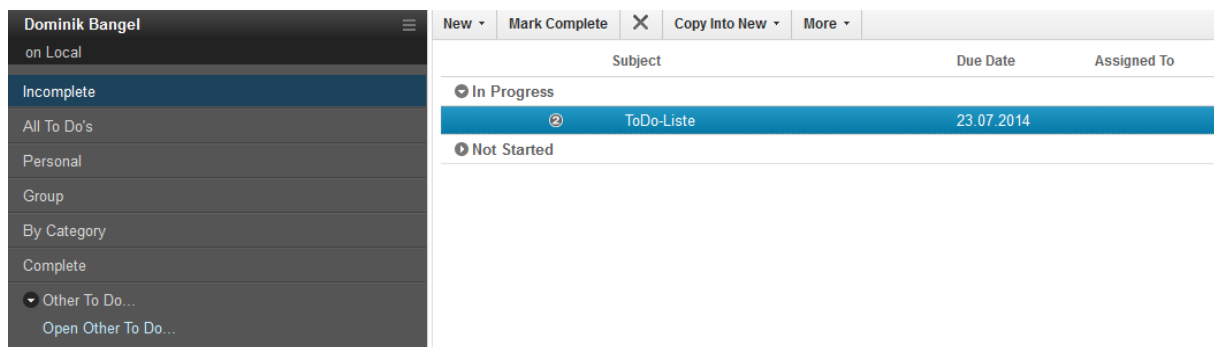 Dominik Bangel
on Local
Incomplete
All To Do's
Personal
Group
By Category
Complete
Other To Do...
Open Other To Do...
New Mark Complete Copy Into New More
Subject Due Date Assigned To
In Progress
2 ToDo-Liste 23.07.2014
Not Started